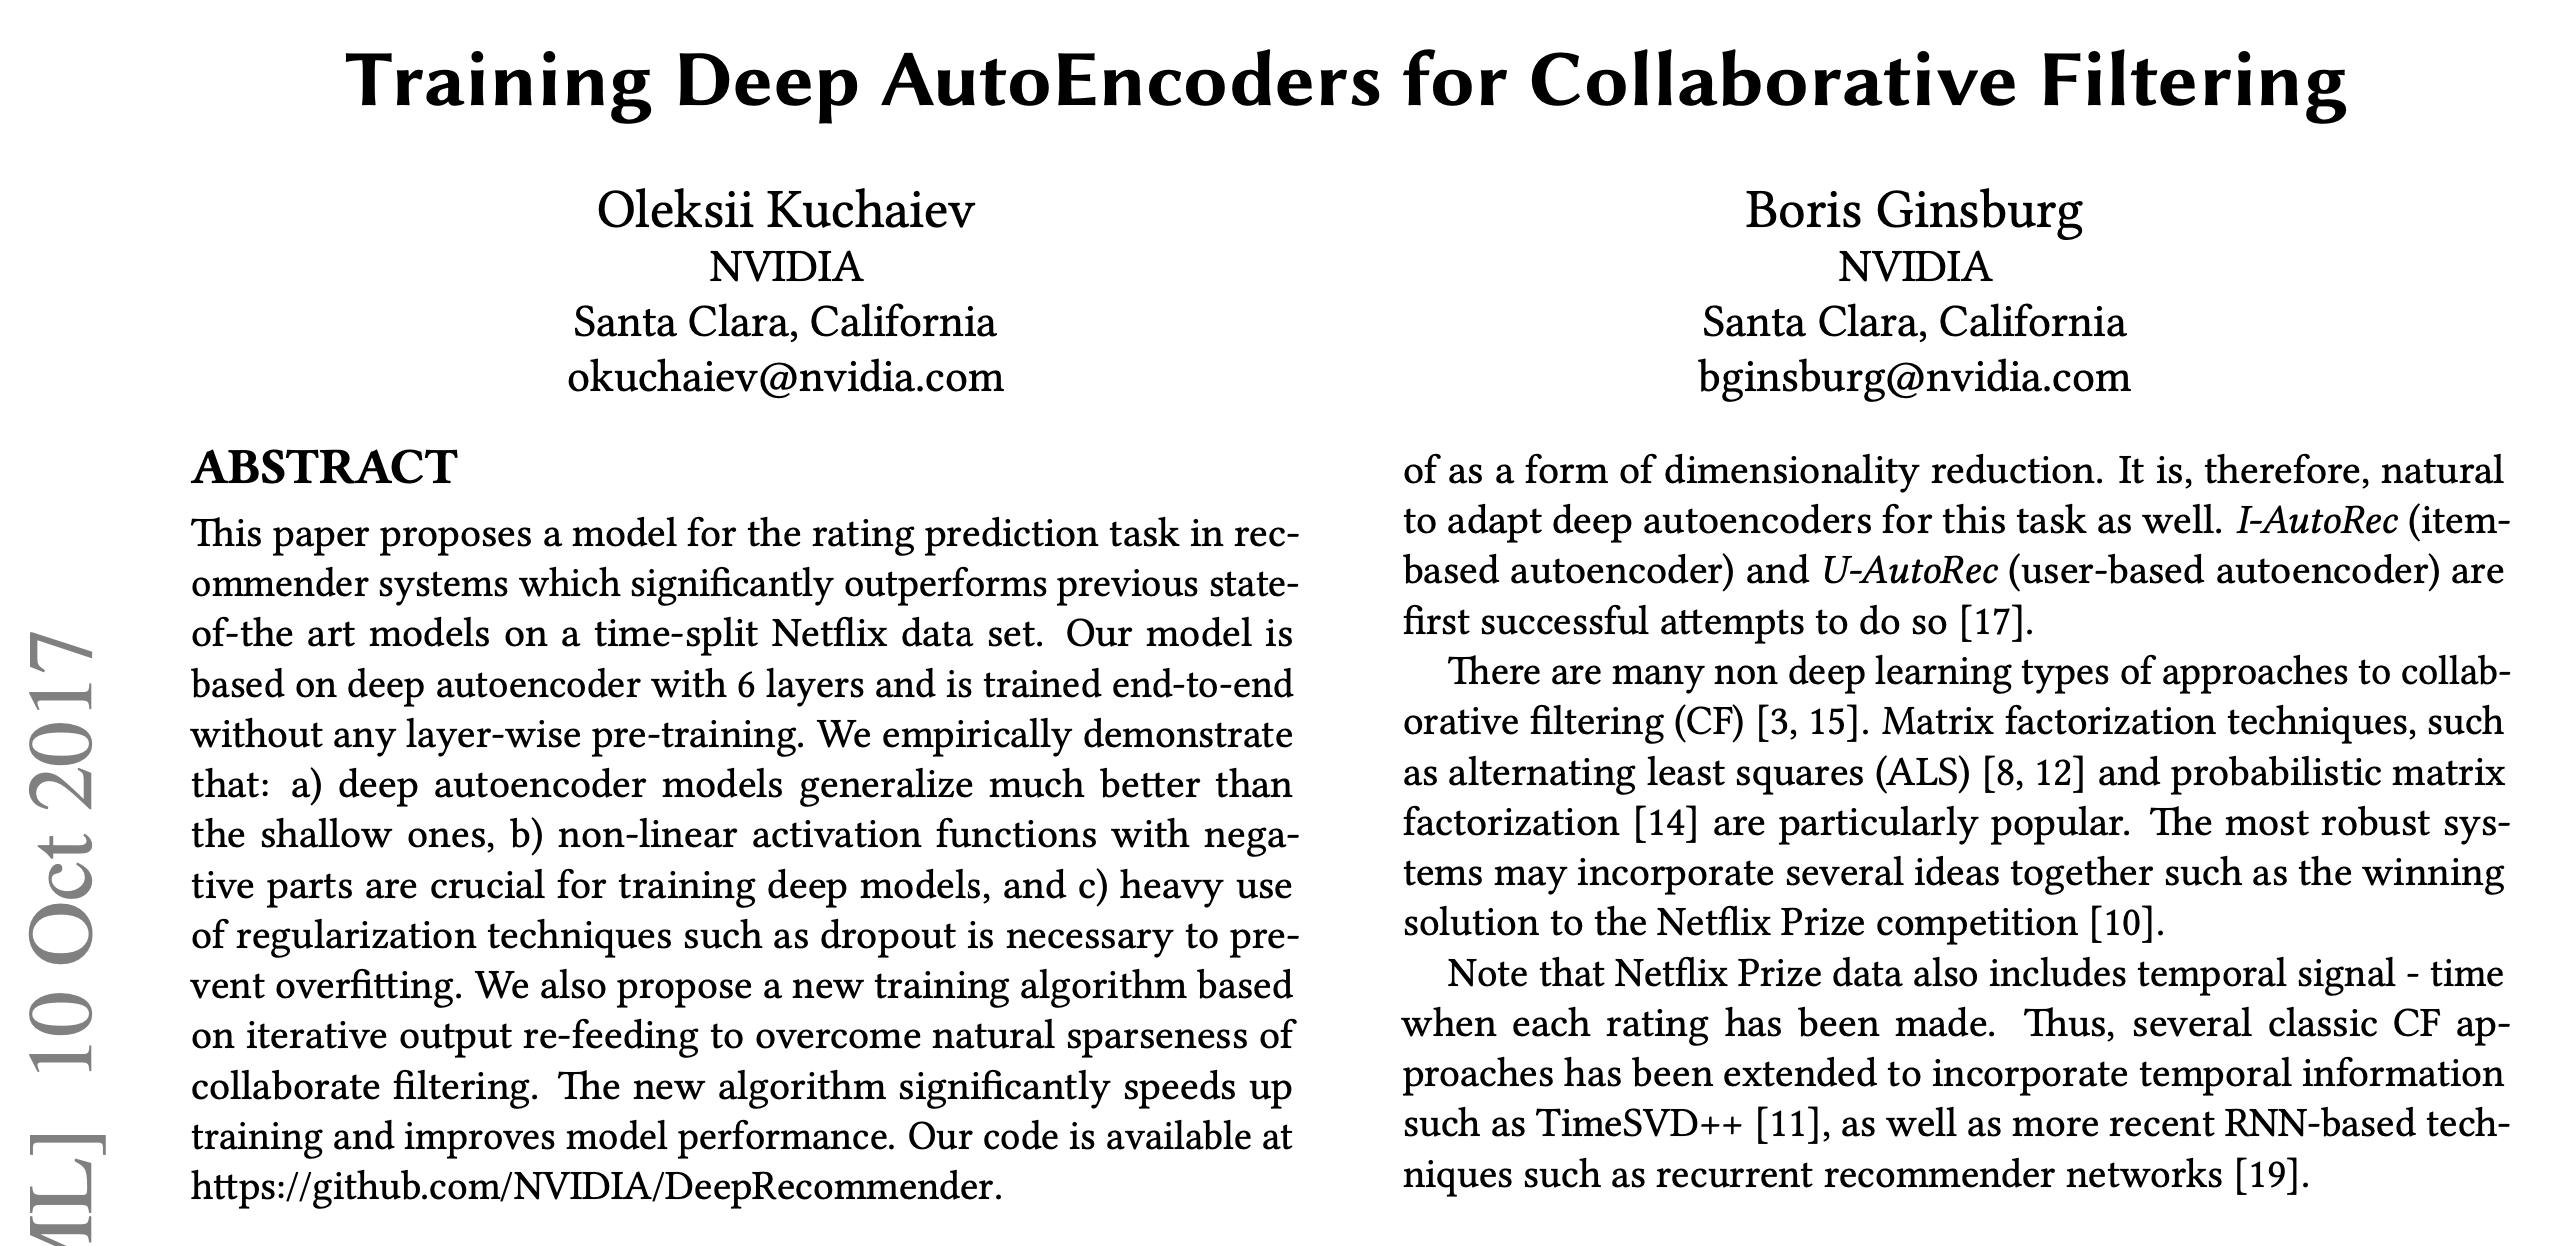 Training Deep AutoEncoders for Collaborative Filtering
Oleksii Kuchaiev
NVIDIA
Santa Clara, California
okuchaiev@nvidia.com
Boris Ginsburg
NVIDIA
Santa Clara, California
bginsburg@nvidia.com
ABSTRACT
This paper proposes a model for the rating prediction task in rec-
ommender systems which significantly outperforms previous state-
of-the art models on a time-split Netflix data set. Our model is
based on deep autoencoder with 6 layers and is trained end-to-end
without any layer-wise pre-training. We empirically demonstrate
that: a) deep autoencoder models generalize much better than
the shallow ones, b) non-linear activation functions with nega-
tive parts are crucial for training deep models, and c) heavy use
of regularization techniques such as dropout is necessary to pre-
vent overfitting. We also propose a new training algorithm based
on iterative output re-feeding to overcome natural sparseness of
collaborate filtering. The new algorithm significantly speeds up
training and improves model performance. Our code is available at
https://github.com/NVIDIA/DeepRecommender.
of as a form of dimensionality reduction. It is, therefore, natural
to adapt deep autoencoders for this task as well. I-AutoRec (item-
based autoencoder) and U-AutoRec (user-based autoencoder) are
first successful attempts to do so [17].
There are many non deep learning types of approaches to collab-
orative filtering (CF) [3, 15]. Matrix factorization techniques, such
as alternating least squares (ALS) [8, 12] and probabilistic matrix
factorization [14] are particularly popular. The most robust sys-
tems may incorporate several ideas together such as the winning
solution to the Netflix Prize competition [10].
Note that Netflix Prize data also includes temporal signal - time
when each rating has been made. Thus, several classic CF ap-
proaches has been extended to incorporate temporal information
such as TimeSVD++ [11], as well as more recent RNN-based tech-
niques such as recurrent recommender networks [19].
ML] 10 Oct 2017